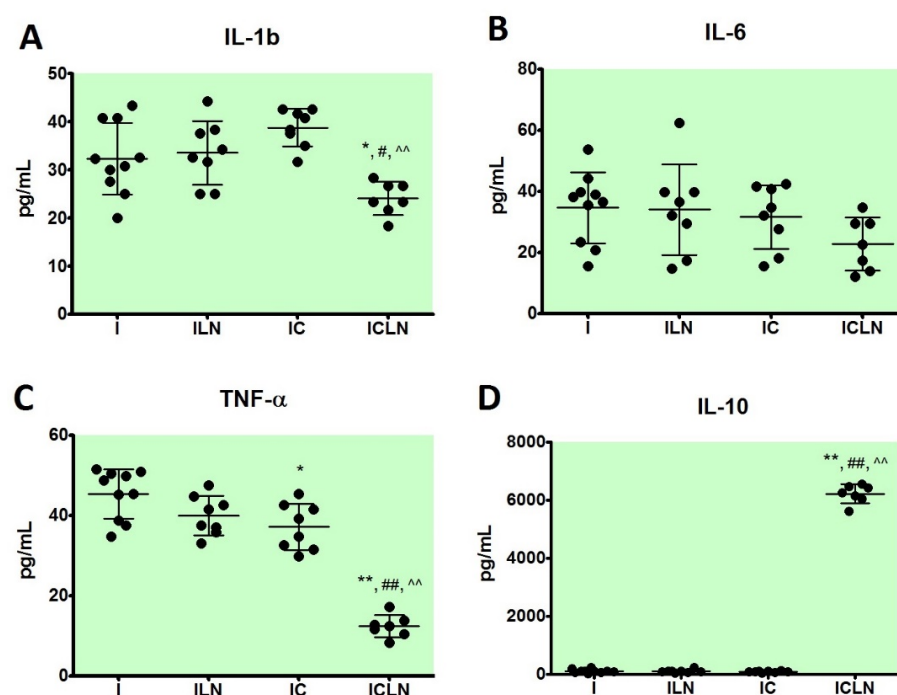 A
IL-1b
pg/mL
50
40
30
20
10
0
*, #, ^^
I ILN IC ICLN
B
IL-6
pg/mL
80
60
40
20
0
I ILN IC ICLN
C
TNF-α
pg/mL
60
40
20
0
*
**, ##, ^^
I ILN IC ICLN
D
IL-10
pg/mL
8000
6000
4000
2000
0
**, ##, ^^
I ILN IC ICLN